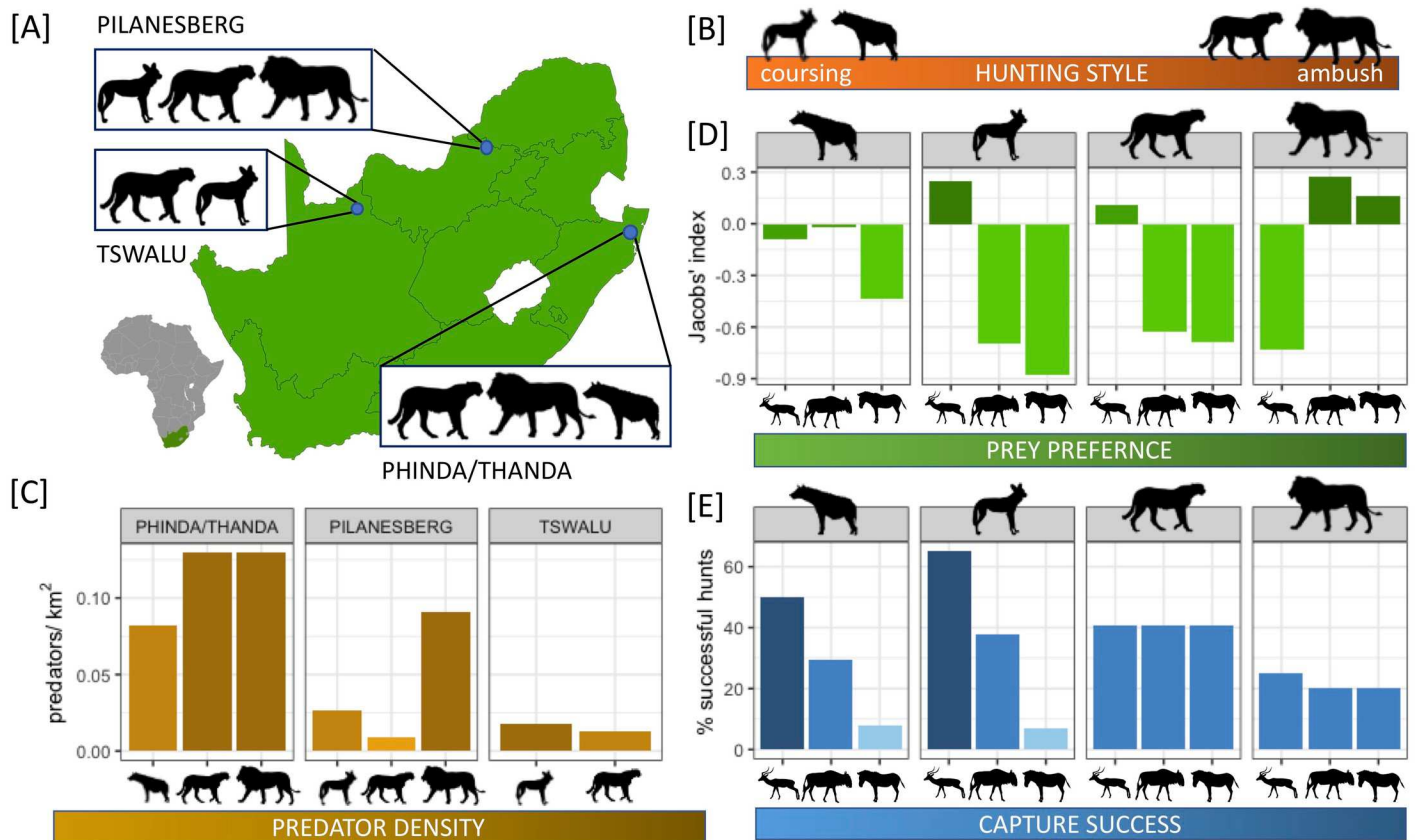 [A]
PILANESBERG
TSWALU
PHINDA/THANDA
[B]
coursing HUNTING STYLE ambush
[D]
Jacobs' index
0.3
0.0
-0.3
-0.6
-0.9
PREY PREFERNCE
[C]
PHINDA/THANDA PILANESBERG TSWALU
predators/ km²
0.10
0.05
0.00
PREDATOR DENSITY
[E]
% successful hunts
60
40
20
0
CAPTURE SUCCESS